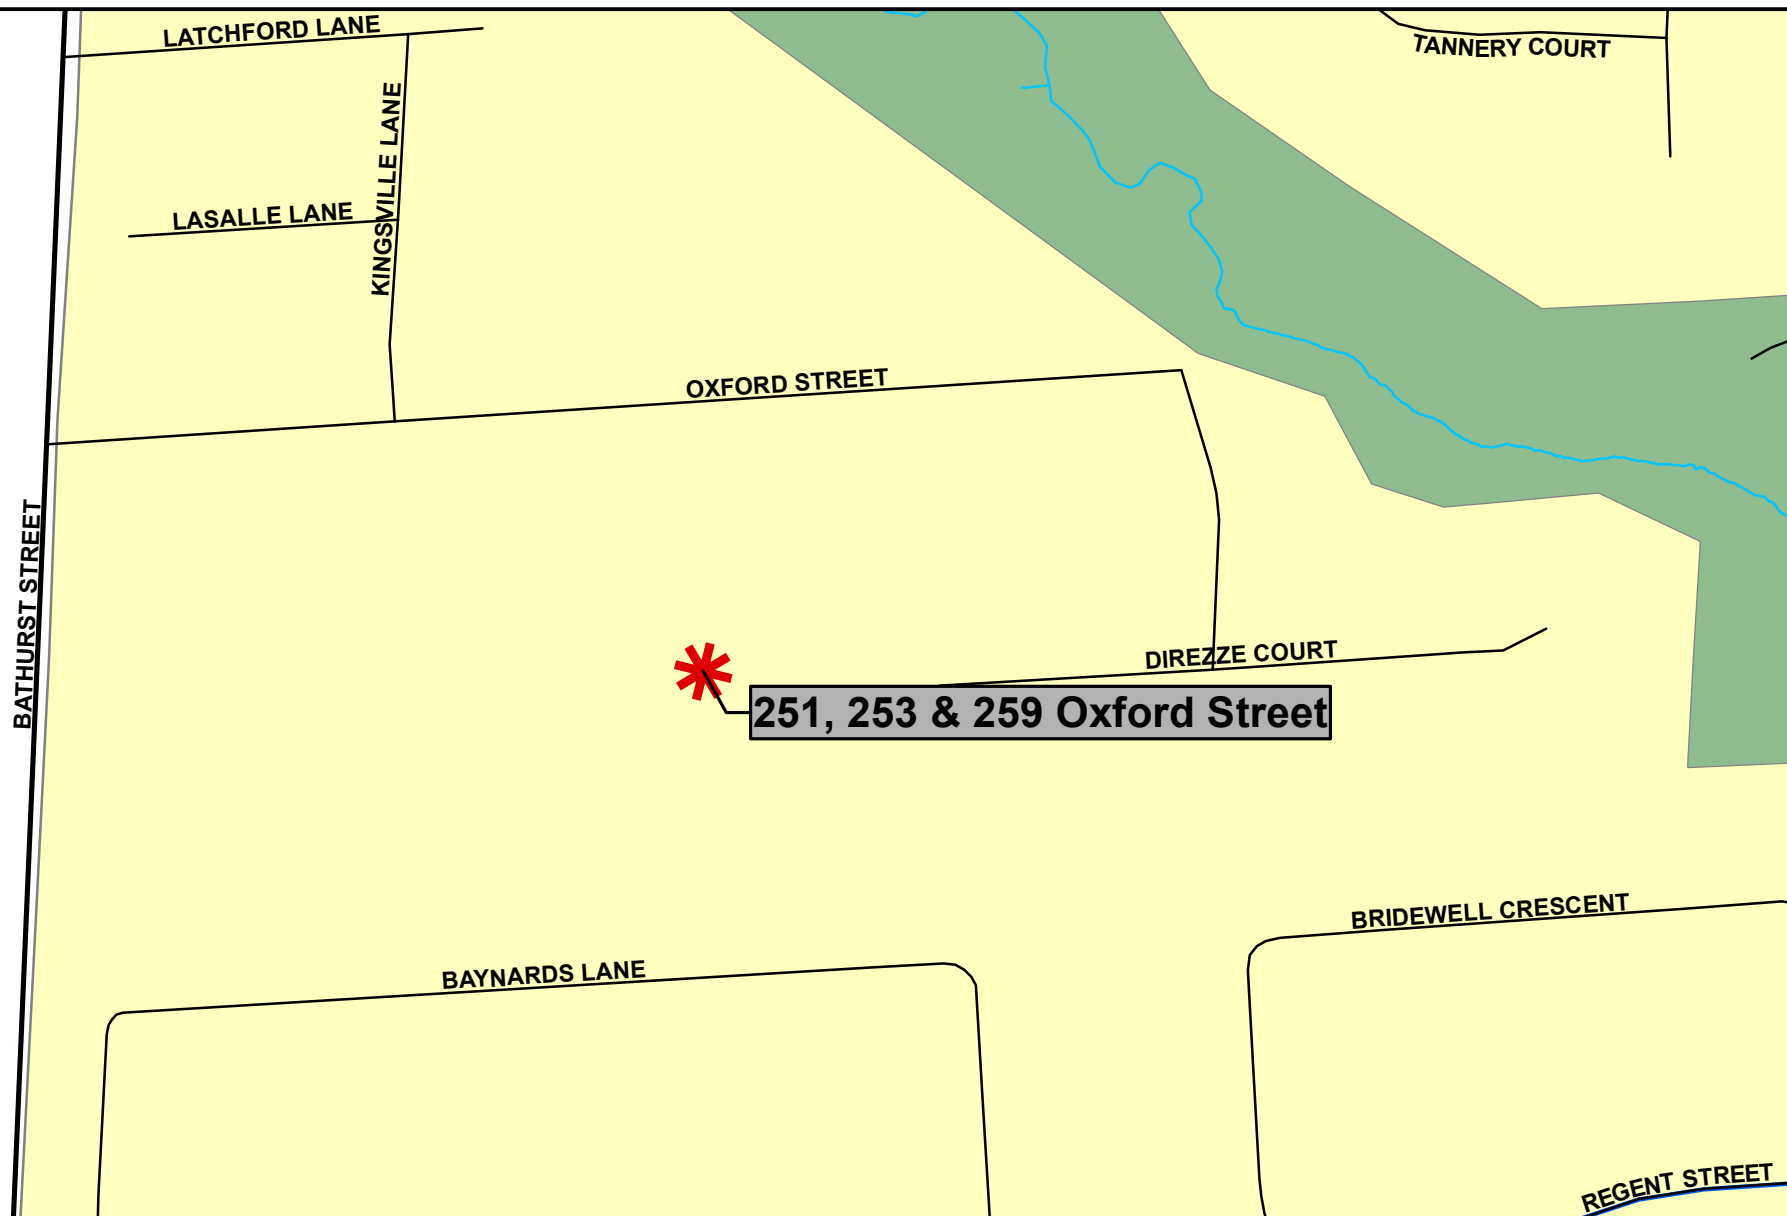 LATCHFORD LANE
TANNERY COURT
KINGSVILLE LANE
LASALLE LANE
OXFORD STREET
BATHURST STREET
DIREZZE COURT
251, 253 & 259 Oxford Street
BRIDEWELL CRESCENT
BAYNARDS LANE
REGENT STREET